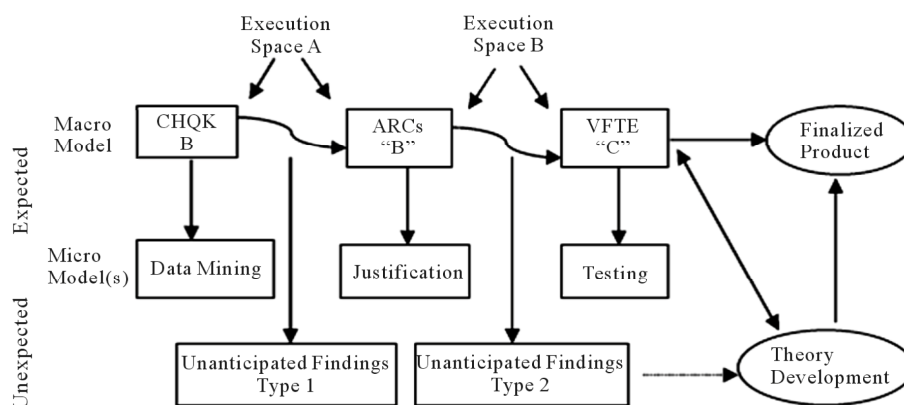 Execution
Space A
Execution
Space B
Macro
Model
CHQK
B
ARCs
“B”
VFTE
“C”
Finalized
Product
Expected
Micro
Model(s)
Data Mining
Justification
Testing
Unexpected
Unanticipated Findings
Type 1
Unanticipated Findings
Type 2
Theory
Development